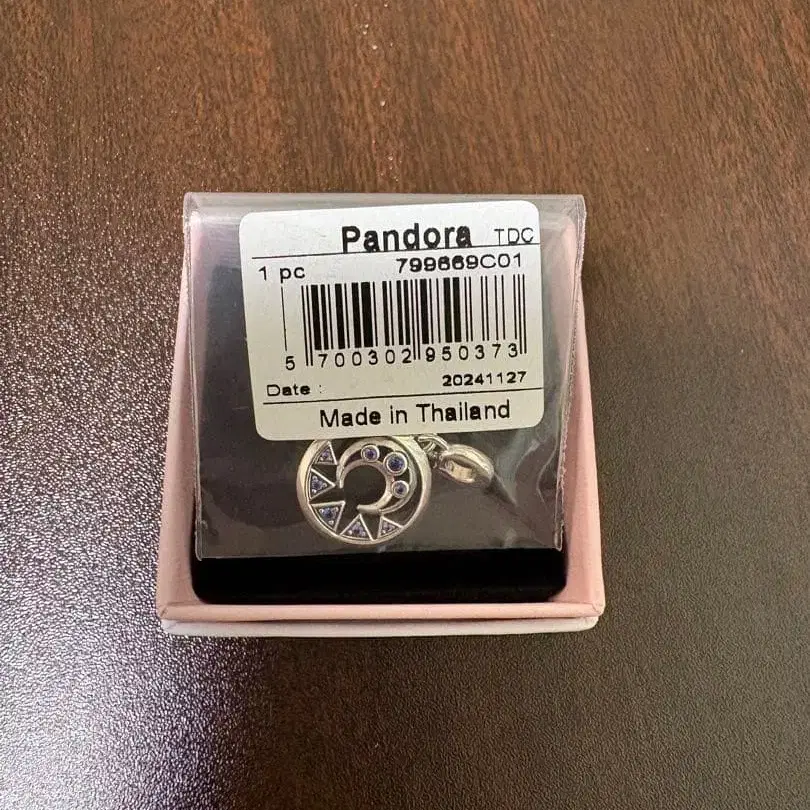 Pandora TDC
1 pc 799669C01
5 700302 950373
Date : 20241127
Made in Thailand